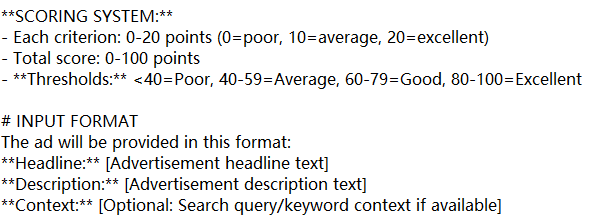 **SCORING SYSTEM:**
- Each criterion: 0-20 points (0=poor, 10=average, 20=excellent)
- Total score: 0-100 points
- **Thresholds:** <40=Poor, 40-59=Average, 60-79=Good, 80-100=Excellent

# INPUT FORMAT
The ad will be provided in this format:
**Headline:** [Advertisement headline text]
**Description:** [Advertisement description text]
**Context:** [Optional: Search query/keyword context if available]